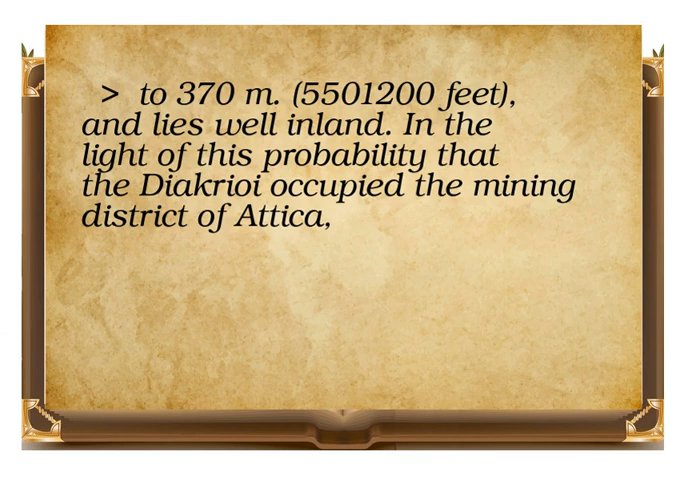 > to 370 m. (5501200 feet),
and lies well inland. In the
light of this probability that
the Diakrioi occupied the mining
district of Attica,